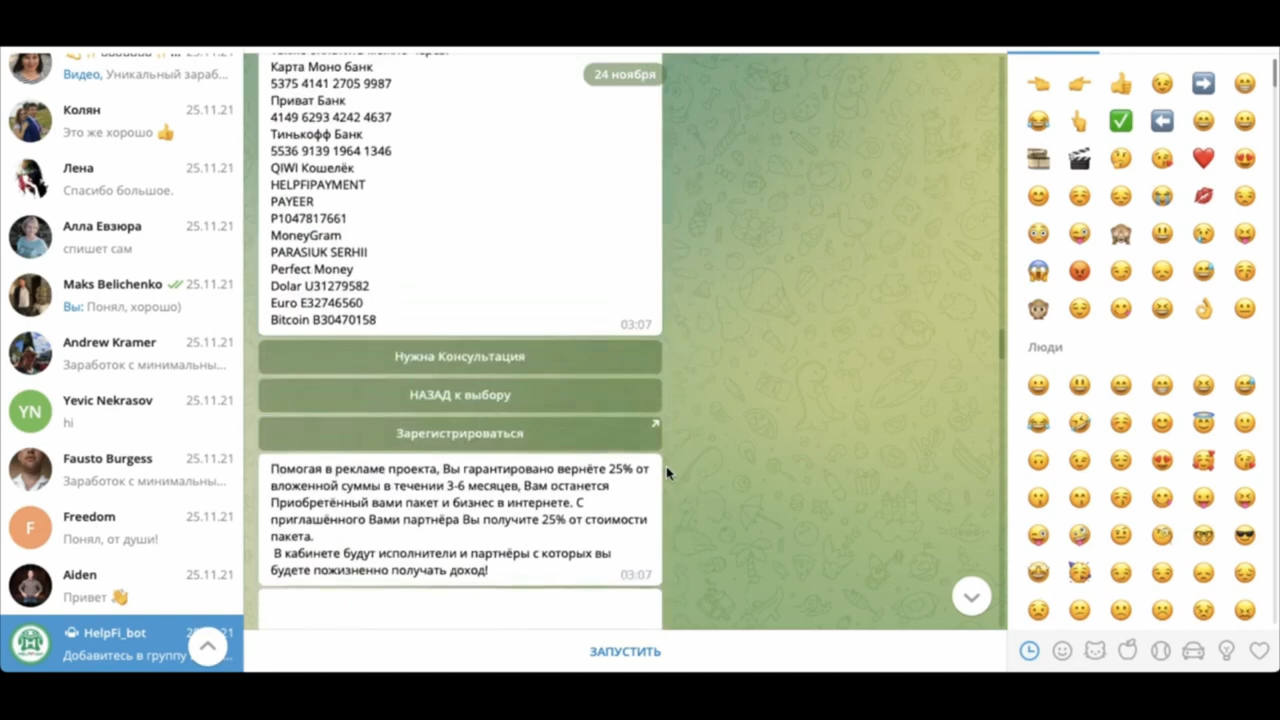 25.11.21
Видео, Уникальный зараб...
Колян
25.11.21
Это же хорошо 👍
Лена
25.11.21
Спасибо большое.
Алла Евзюра
25.11.21
спишет сам
Maks Belichenko
25.11.21
Вы: Понял, хорошо)
Andrew Kramer
25.11.21
Заработок с минимальны...
YN
Yevic Nekrasov
25.11.21
hi
Fausto Burgess
25.11.21
Заработок с минимальны...
F
Freedom
25.11.21
Понял, от души!
Aiden
25.11.21
Привет 👋
HelpFi_bot
Добавитесь в группу
24 ноября
Карта Моно банк
5375 4141 2705 9987
Приват Банк
4149 6293 4242 4637
Тинькофф Банк
5536 9139 1964 1346
QIWI Кошелёк
HELPFIPAYMENT
PAYEER
P1047817661
MoneyGram
PARASIUK SERHII
Perfect Money
Dolar U31279582
Euro E32746560
Bitcoin B30470158
03:07
Нужна Консультация
НАЗАД к выбору
Зарегистрироваться
Помогая в рекламе проекта, Вы гарантировано вернёте 25% от
вложенной суммы в течении 3-6 месяцев, Вам останется
Приобретённый вами пакет и бизнес в интернете. С
приглашённого Вами партнёра Вы получите 25% от стоимости
пакета.
В кабинете будут исполнители и партнёры с которых вы
будете пожизненно получать доход!
03:07
ЗАПУСТИТЬ
Люди